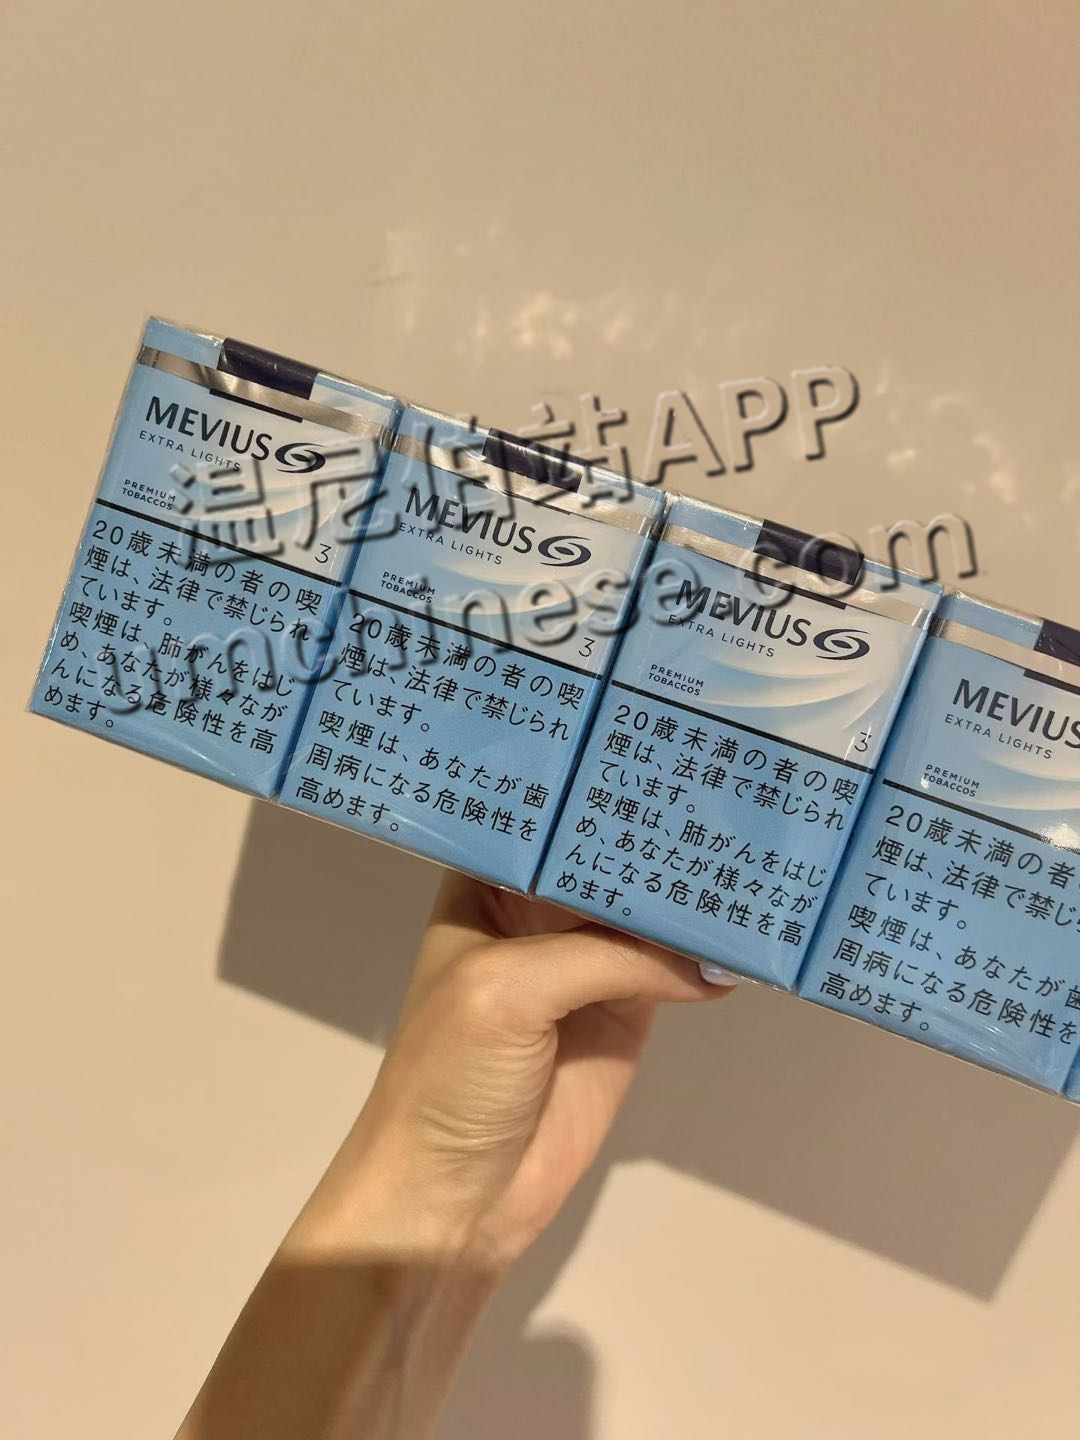 MEVIUS
EXTRA LIGHTS
PREMIUM
TOBACCOS
3
20歳未満の者の喫
煙は、法律で禁じられ
ています。
喫煙は、肺がんをはじ
め、あなたが様々なが
んになる危険性を高
めます。
MEVIUS
EXTRA LIGHTS
PREMIUM
TOBACCOS
3
20歳未満の者の喫
煙は、法律で禁じられ
ています。
喫煙は、あなたが歯
周病になる危険性を
高めます。
MEVIUS
EXTRA LIGHTS
PREMIUM
TOBACCOS
3
20歳未満の者の喫
煙は、法律で禁じられ
ています。
喫煙は、肺がんをはじ
め、あなたが様々なが
んになる危険性を高
めます。
MEVIUS
EXTRA LIGHTS
PREMIUM
TOBACCOS
20歳未満の者
煙は、法律で禁じ
ています。
喫煙は、あなたが
周病になる危険性を
高めます。
温尼伯站APP